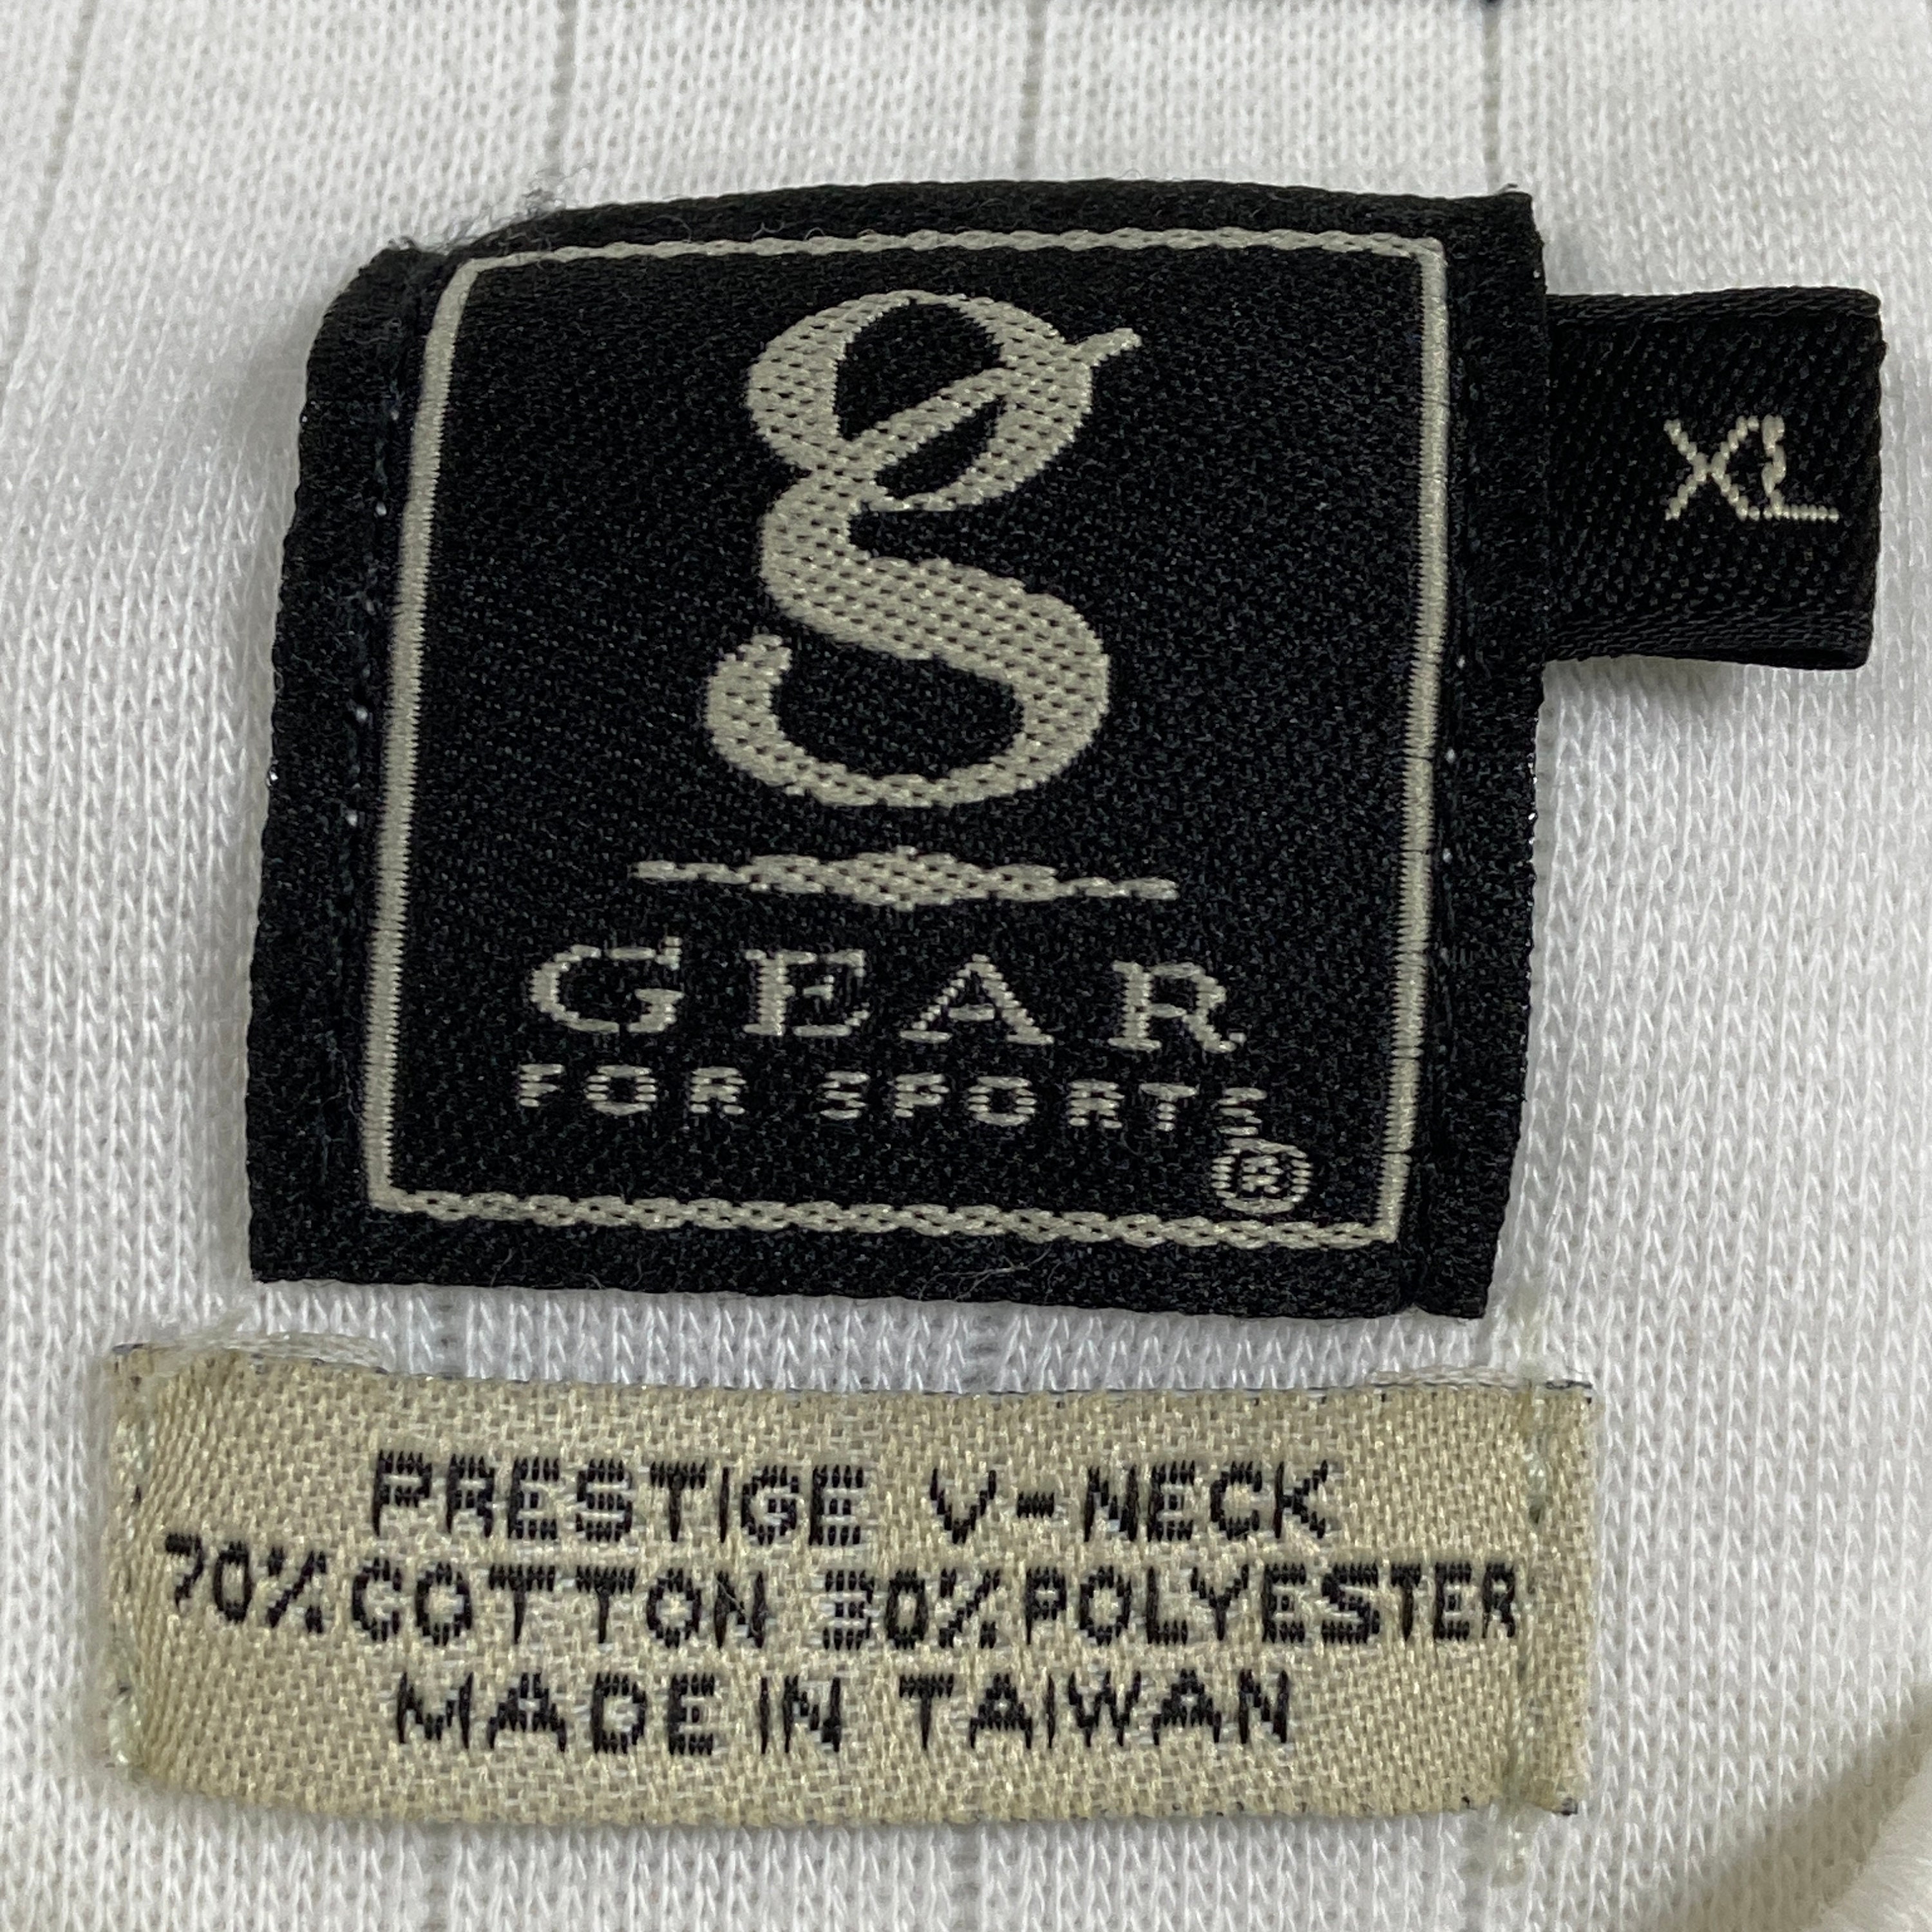 g
XL
GEAR
FOR SPORTS
®
PRESTIGE V-NECK
70% COTTON 30% POLYESTER
MADE IN TAIWAN